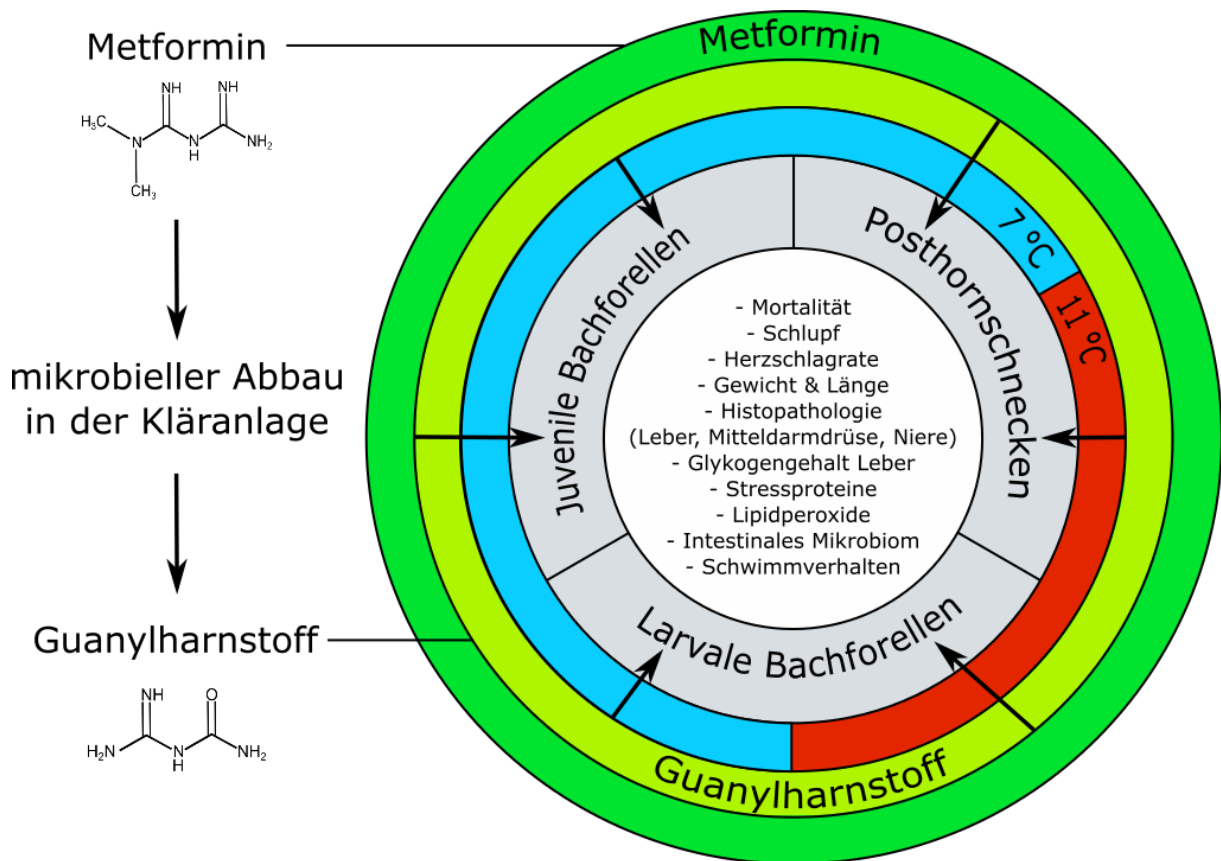 Metformin
NH
NH
H₃C
N
N
H
NH₂
CH₃
mikrobieller Abbau
in der Kläranlage
Guanylharnstoff
NH
O
H₂N
N
H
NH₂
Metformin
7 ºC
11 ºC
Juvenile Bachforellen
Posthornschnecken
Larvale Bachforellen
Guanylharnstoff
- Mortalität
- Schlupf
- Herzschlagrate
- Gewicht & Länge
- Histopathologie
(Leber, Mitteldarmdrüse, Niere)
- Glykogengehalt Leber
- Stressproteine
- Lipidperoxide
- Intestinales Mikrobiom
- Schwimmverhalten